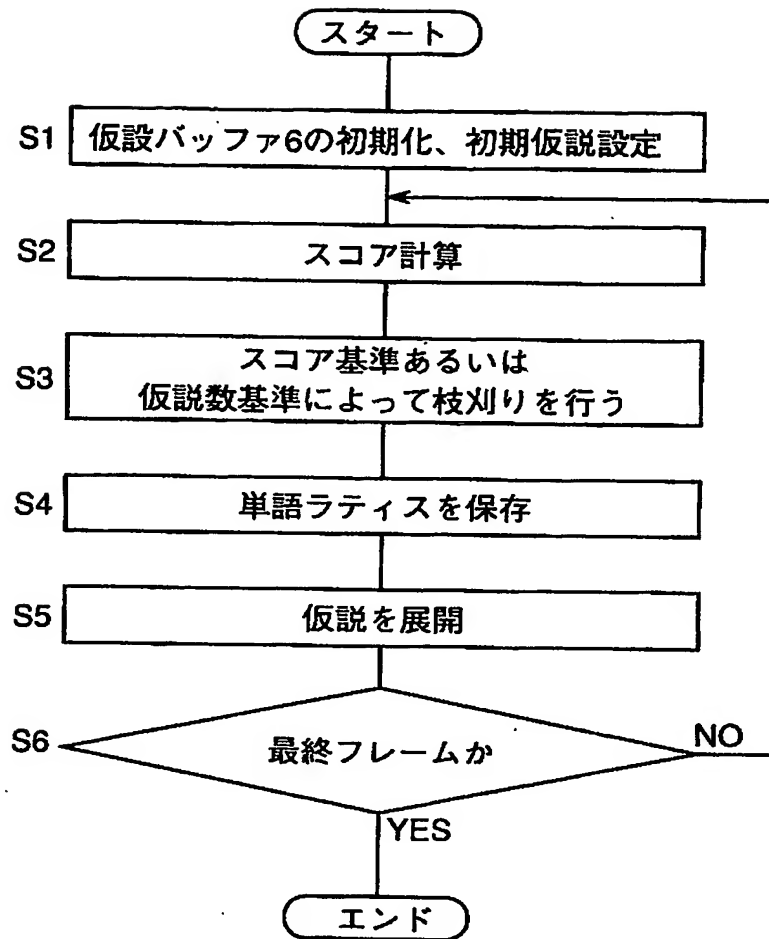 スタート
S1 仮設バッファ6の初期化、初期仮説設定
S2 スコア計算
S3 スコア基準あるいは
仮説数基準によって枝刈りを行う
S4 単語ラティスを保存
S5 仮説を展開
S6 最終フレームか NO
YES
エンド